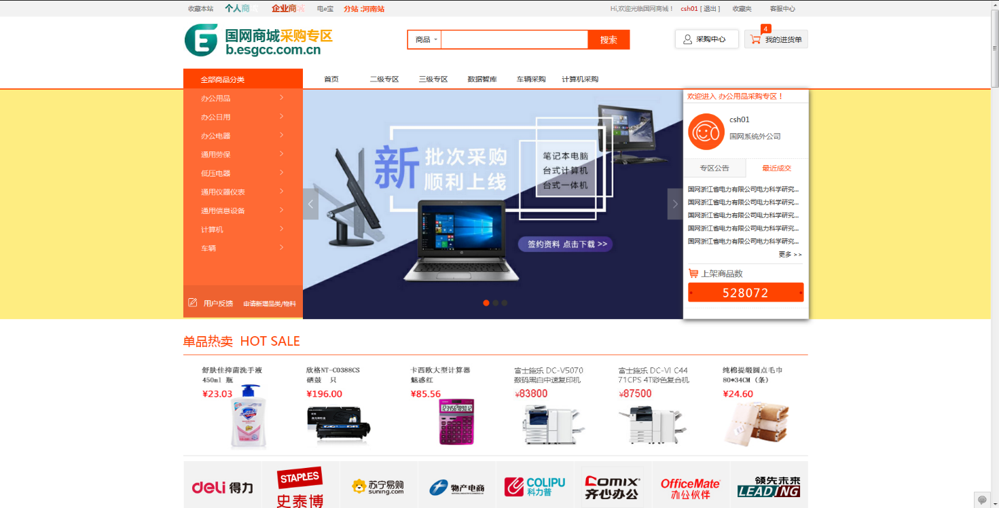 收藏本站 个人商城 企业商城 电e宝 分站 :河南站 Hi,欢迎光临国网商城！ csh01 [ 退出 ] 收藏夹 客服中心
国网商城采购专区
b.esgcc.com.cn
商品 搜索
采购中心
4
我的进货单
全部商品分类 首页 二级专区 三级专区 数据智库 车辆采购 计算机采购
办公用品
办公日用
办公电器
通用劳保
低压电器
通用仪器仪表
通用信息设备
计算机
车辆
用户反馈 申请新增品类/物料
新 批次采购
顺利上线
笔记本电脑
台式计算机
台式一体机
签约资料 点击下载 >>
欢迎进入 办公用品采购专区！
csh01
国网系统外公司
专区公告 最近成交
国网浙江省电力有限公司电力科学研究...
国网浙江省电力有限公司电力科学研究...
国网浙江省电力有限公司电力科学研究...
国网浙江省电力有限公司电力科学研究...
国网浙江省电力有限公司电力科学研究...
更多 >>
上架商品数
528072
单品热卖 HOT SALE
舒肤佳抑菌洗手液
450ml 瓶
¥23.03
欣格NT-C0388CS
硒鼓 只
¥196.00
卡西欧大型计算器
魅惑红
¥85.56
富士施乐 DC-V5070
数码黑白中速复印机
¥83800
富士施乐 DC-VI C44
71CPS 4T彩色复合机
¥87500
纯棉提缎圆点毛巾
80*34CM（条）
¥24.60
deli 得力
STAPLES
史泰博
苏宁易购
suning.com
物产电商
COLIPU
科力普
COMIX
齐心办公
OfficeMate
办公伙伴
领先未来
LEADING